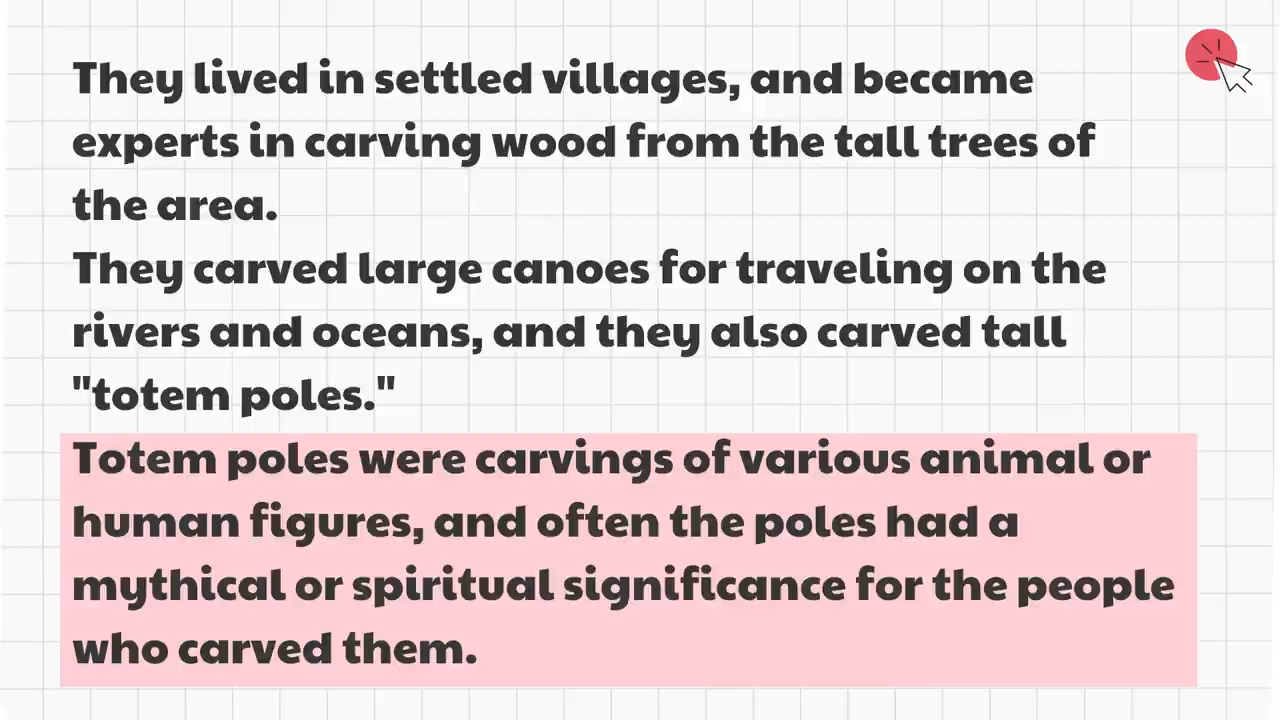 They lived in settled villages, and became
experts in carving wood from the tall trees of
the area.
They carved large canoes for traveling on the
rivers and oceans, and they also carved tall
"totem poles."
Totem poles were carvings of various animal or
human figures, and often the poles had a
mythical or spiritual significance for the people
who carved them.